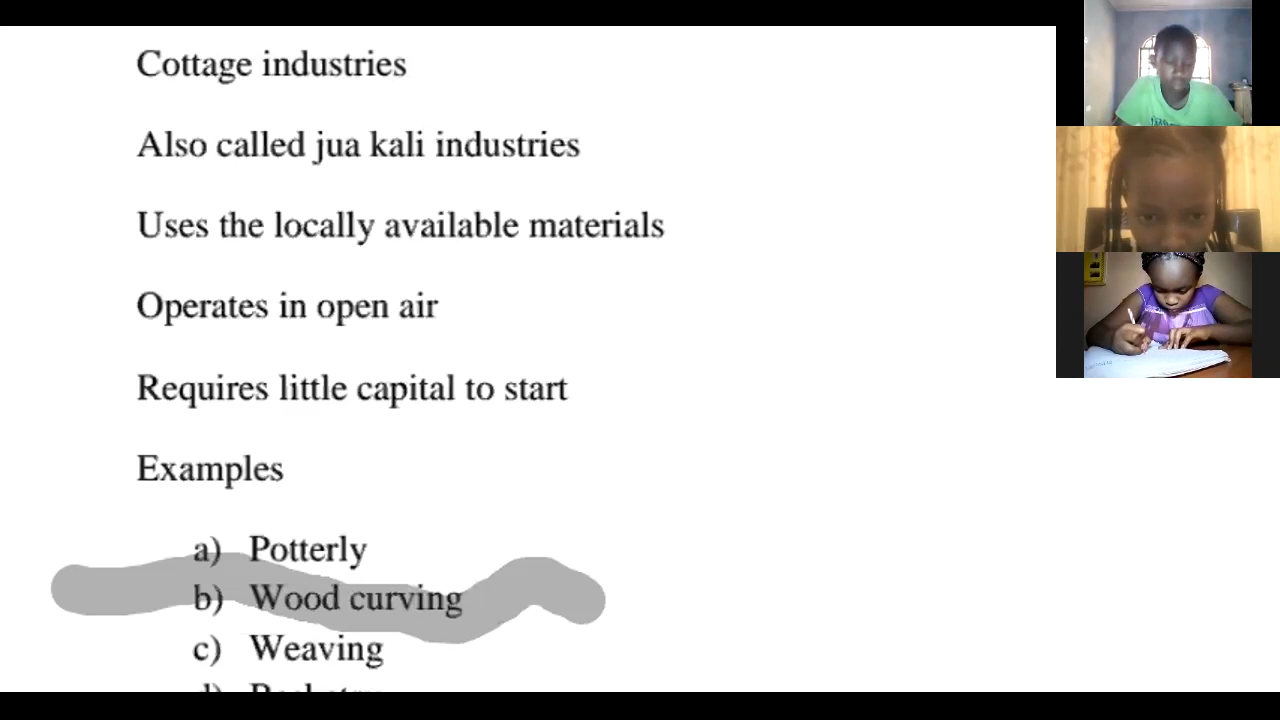 Cottage industries
Also called jua kali industries
Uses the locally available materials
Operates in open air
Requires little capital to start
Examples
a) Potterly
b) Wood curving
c) Weaving